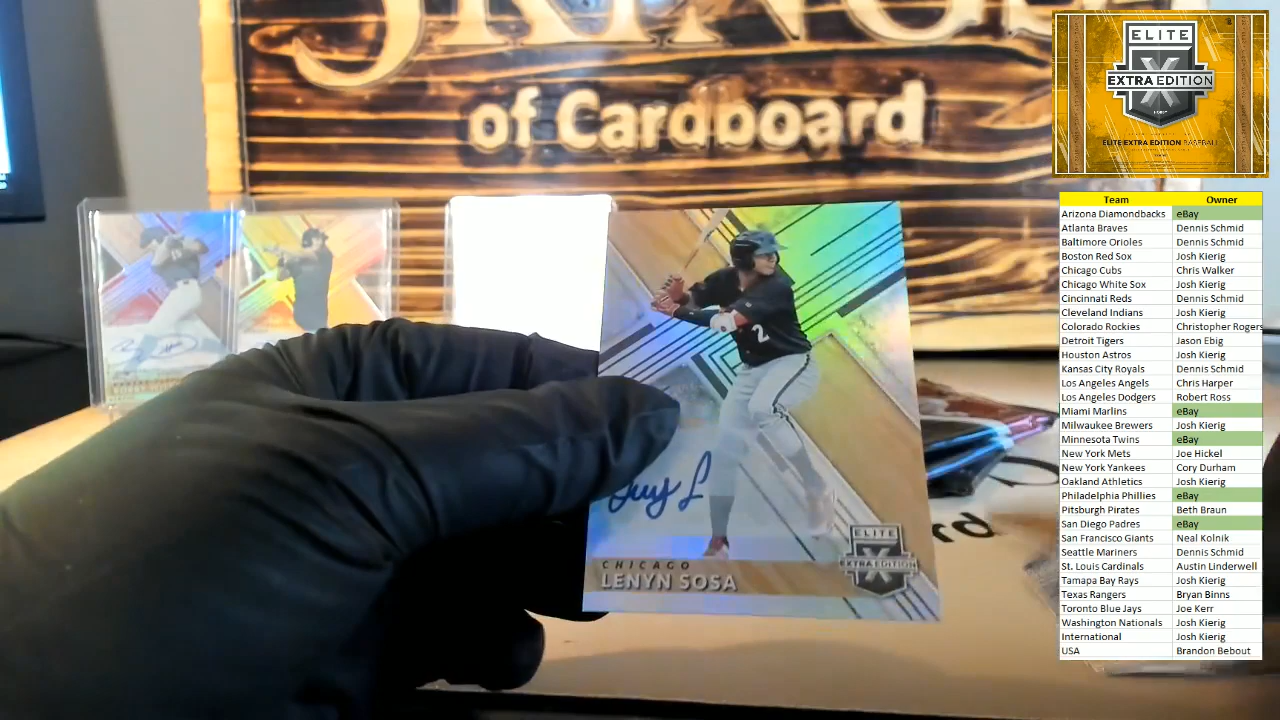 of Cardboard
2
CHICAGO
LENYN SOSA
ELITE
X
EXTRA EDITION
rd
ELITE
EXTRA EDITION
X
ELITE EXTRA EDITION BASEBALL
Team Owner
Arizona Diamondbacks eBay
Atlanta Braves Dennis Schmid
Baltimore Orioles Dennis Schmid
Boston Red Sox Josh Kierig
Chicago Cubs Chris Walker
Chicago White Sox Josh Kierig
Cincinnati Reds Dennis Schmid
Cleveland Indians Josh Kierig
Colorado Rockies Christopher Rogers
Detroit Tigers Jason Ebig
Houston Astros Josh Kierig
Kansas City Royals Dennis Schmid
Los Angeles Angels Chris Harper
Los Angeles Dodgers Robert Ross
Miami Marlins eBay
Milwaukee Brewers Josh Kierig
Minnesota Twins eBay
New York Mets Joe Hickel
New York Yankees Cory Durham
Oakland Athletics Josh Kierig
Philadelphia Phillies eBay
Pittsburgh Pirates Beth Braun
San Diego Padres eBay
San Francisco Giants Neal Kolnik
Seattle Mariners Dennis Schmid
St. Louis Cardinals Austin Linderwell
Tamapa Bay Rays Josh Kierig
Texas Rangers Bryan Binns
Toronto Blue Jays Joe Kerr
Washington Nationals Josh Kierig
International Josh Kierig
USA Brandon Bebout